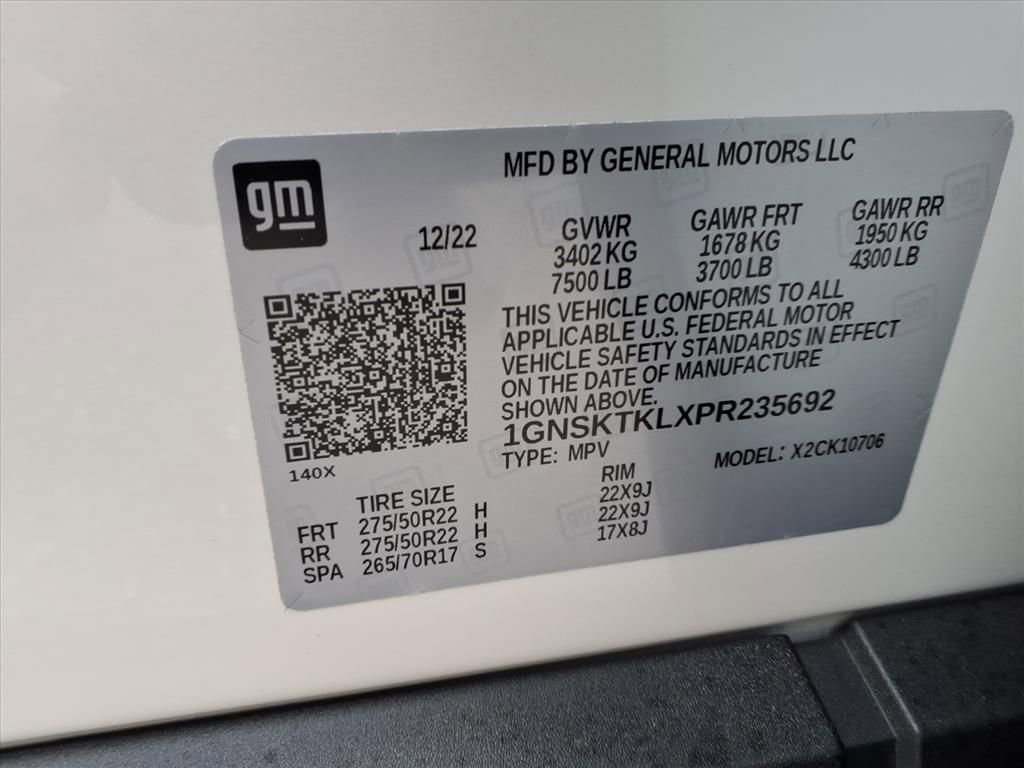 gm
MFD BY GENERAL MOTORS LLC
12/22
GVWR
3402 KG
7500 LB
GAWR FRT
1678 KG
3700 LB
GAWR RR
1950 KG
4300 LB
THIS VEHICLE CONFORMS TO ALL
APPLICABLE U.S. FEDERAL MOTOR
VEHICLE SAFETY STANDARDS IN EFFECT
ON THE DATE OF MANUFACTURE
SHOWN ABOVE.
1GNSKTKLXPR235692
TYPE: MPV
MODEL: X2CK10706
140X
TIRE SIZE RIM
FRT 275/50R22 H 22X9J
RR 275/50R22 H 22X9J
SPA 265/70R17 S 17X8J